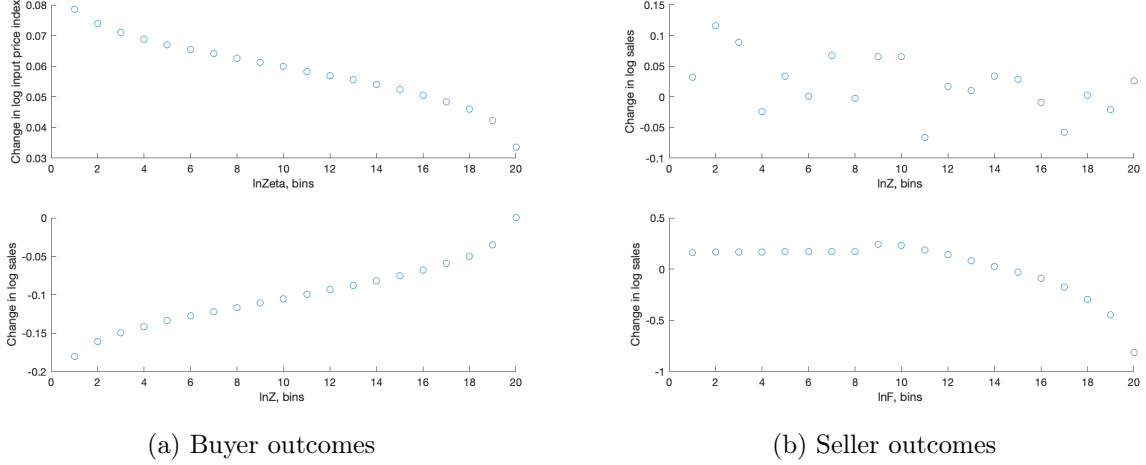 Change in log input price index
0.08
0.07
0.06
0.05
0.04
0.03
0 2 4 6 8 10 12 14 16 18 20
lnZeta, bins
Change in log sales
0
-0.05
-0.1
-0.15
-0.2
0 2 4 6 8 10 12 14 16 18 20
lnZ, bins
(a) Buyer outcomes
Change in log sales
0.15
0.1
0.05
0
-0.05
-0.1
0 2 4 6 8 10 12 14 16 18 20
lnZ, bins
Change in log sales
0.5
0
-0.5
-1
0 2 4 6 8 10 12 14 16 18 20
lnF, bins
(b) Seller outcomes